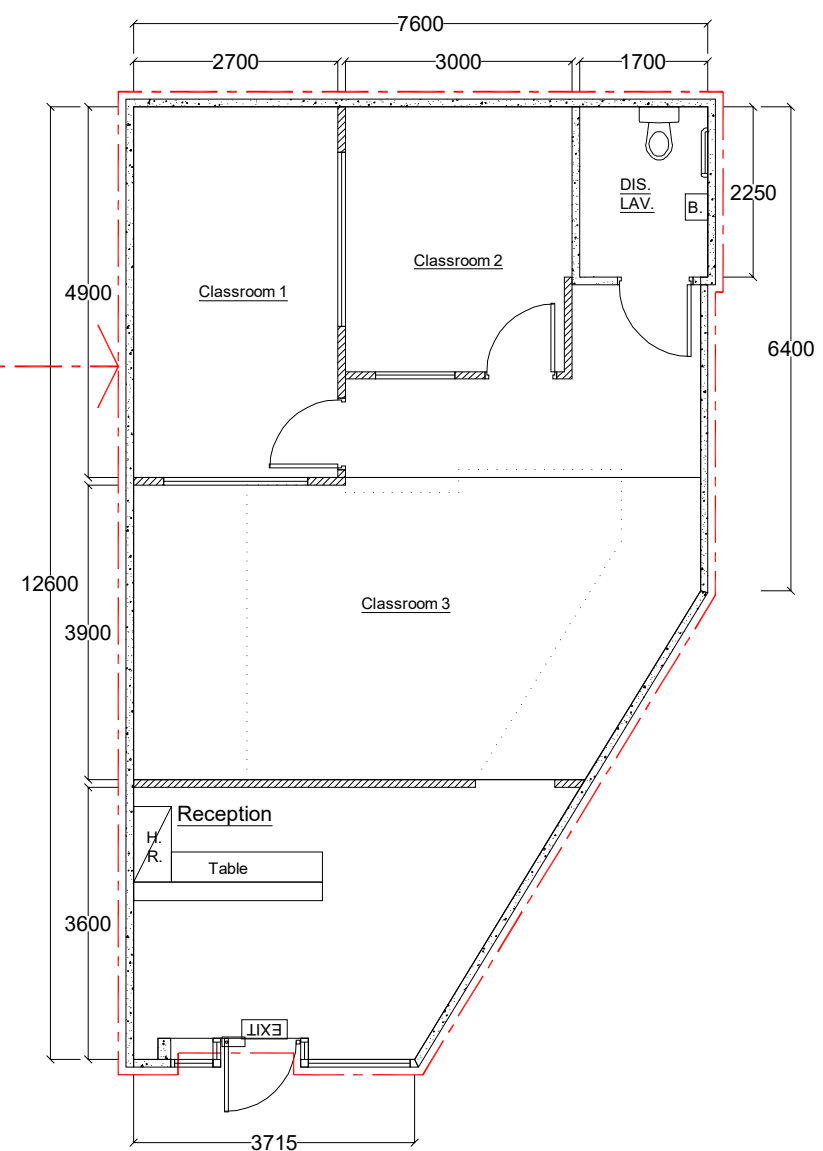 7600
2700
3000
1700
DIS.
LAV.
B.
2250
Classroom 2
Classroom 1
4900
6400
12600
Classroom 3
3900
Reception
H.
R.
Table
3600
EXIT
3715